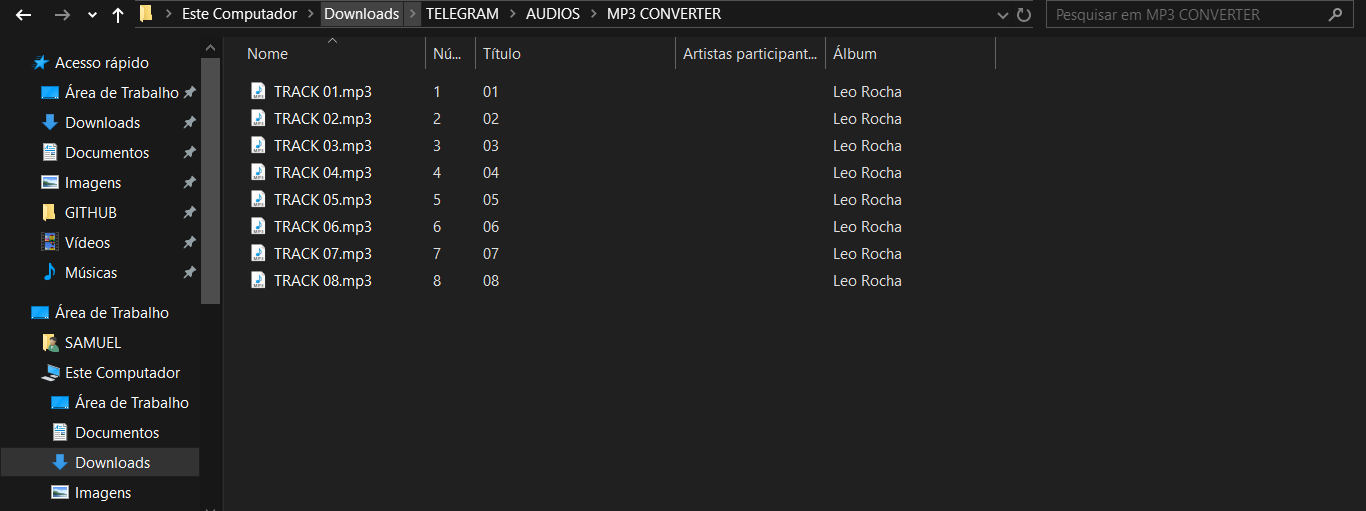 Este Computador > Downloads > TELEGRAM > AUDIOS > MP3 CONVERTER
Pesquisar em MP3 CONVERTER
Acesso rápido
Área de Trabalho
Downloads
Documentos
Imagens
GITHUB
Vídeos
Músicas
Área de Trabalho
SAMUEL
Este Computador
Área de Trabalho
Documentos
Downloads
Imagens
Nome Nú... Título Artistas participant... Álbum
TRACK 01.mp3 1 01 Leo Rocha
TRACK 02.mp3 2 02 Leo Rocha
TRACK 03.mp3 3 03 Leo Rocha
TRACK 04.mp3 4 04 Leo Rocha
TRACK 05.mp3 5 05 Leo Rocha
TRACK 06.mp3 6 06 Leo Rocha
TRACK 07.mp3 7 07 Leo Rocha
TRACK 08.mp3 8 08 Leo Rocha